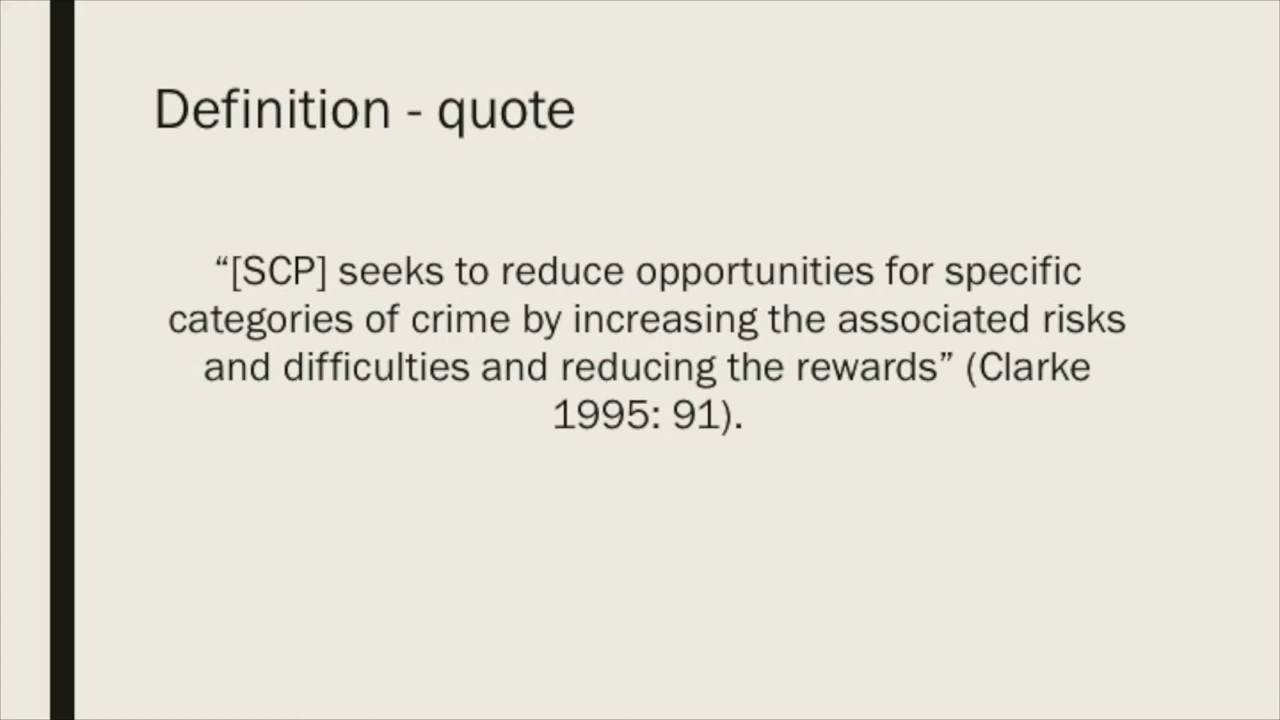 Definition - quote
“[SCP] seeks to reduce opportunities for specific
categories of crime by increasing the associated risks
and difficulties and reducing the rewards” (Clarke
1995: 91).